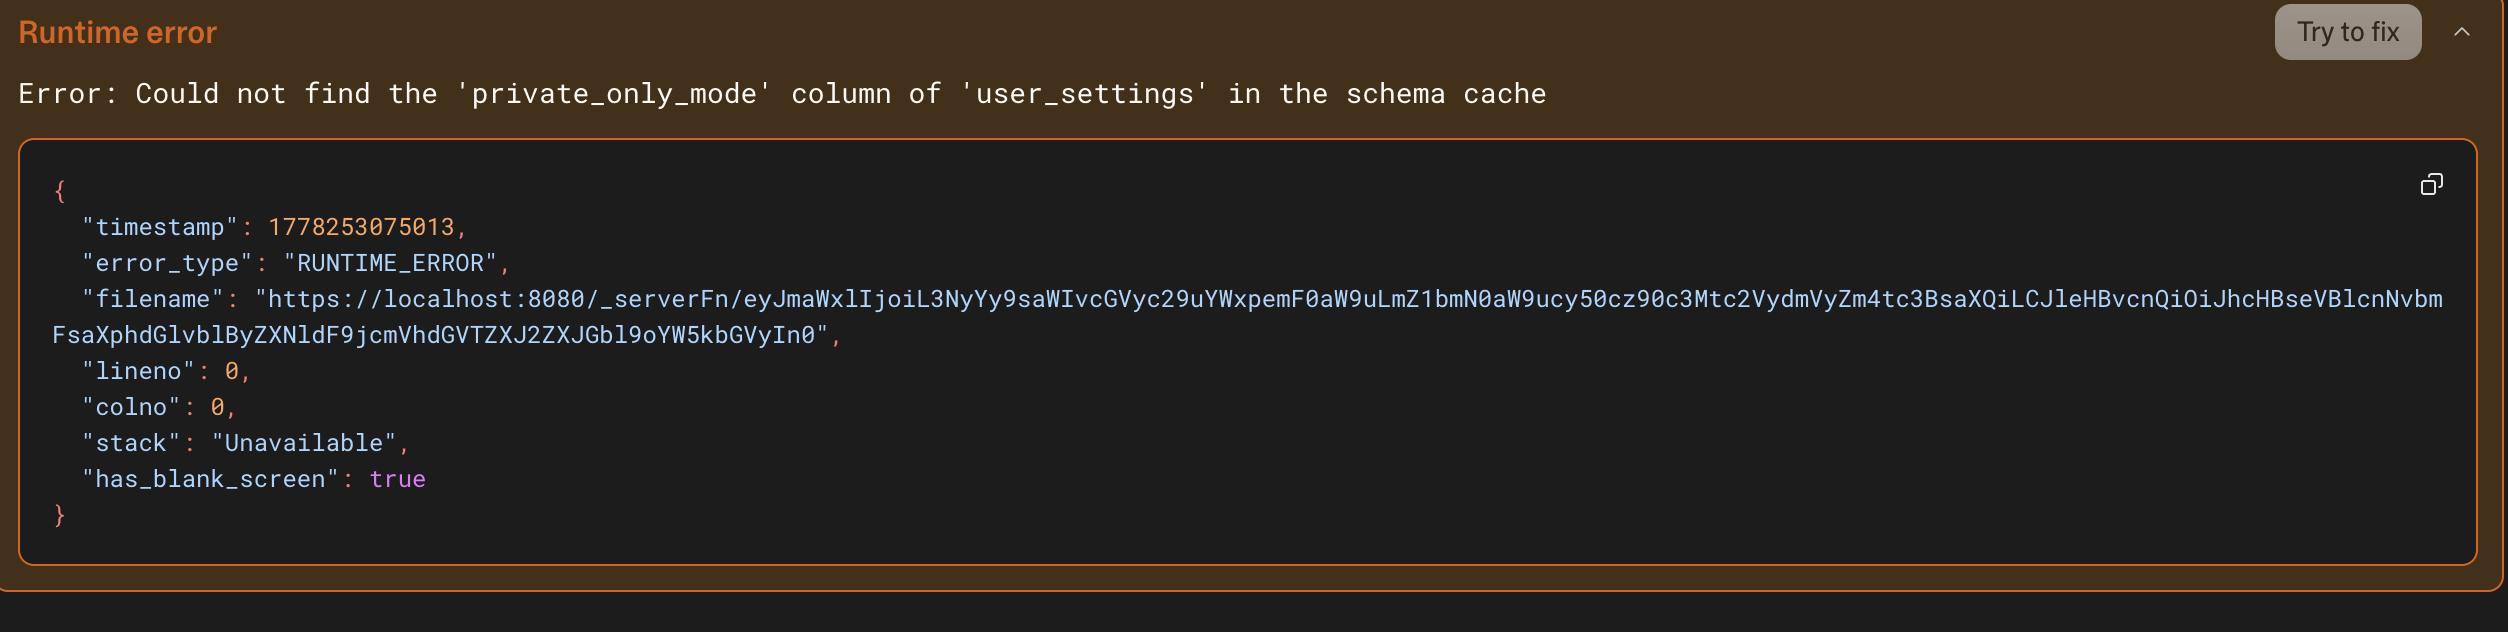 Runtime error
Try to fix
Error: Could not find the 'private_only_mode' column of 'user_settings' in the schema cache
{
"timestamp": 1778253075013,
"error_type": "RUNTIME_ERROR",
"filename": "https://localhost:8080/_serverFn/eyJmaWxlIjoiL3NyYy9saWIvcGVyc29uYWxpemF0aW9uLmZ1bmN0aW9ucy50cz90c3Mtc2VydmVyZm4tc3BsaXQiLCJleHBvcnQiOiJhcHBseVBlcnNvbm
FsaXphdGlvblByZXNldF9jcmVhdGVTZXJ2ZXJGbl9oYW5kbGVyIn0",
"lineno": 0,
"colno": 0,
"stack": "Unavailable",
"has_blank_screen": true
}